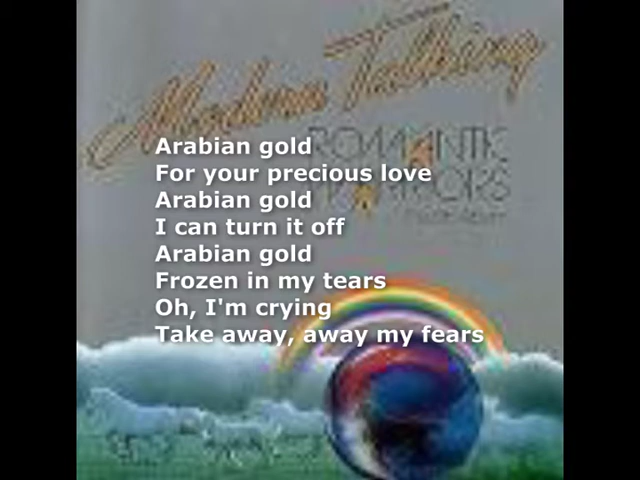 Modern Talking
ROMANTIC
WARRIORS
Arabian gold
For your precious love
Arabian gold
I can turn it off
Arabian gold
Frozen in my tears
Oh, I'm crying
Take away, away my fears